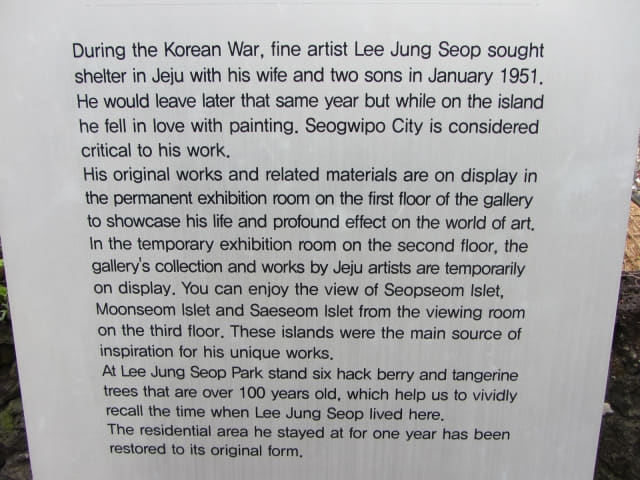 During the Korean War, fine artist Lee Jung Seop sought
shelter in Jeju with his wife and two sons in January 1951.
He would leave later that same year but while on the island
he fell in love with painting. Seogwipo City is considered
critical to his work.
His original works and related materials are on display in
the permanent exhibition room on the first floor of the gallery
to showcase his life and profound effect on the world of art.
In the temporary exhibition room on the second floor, the
gallery's collection and works by Jeju artists are temporarily
on display. You can enjoy the view of Seopseom Islet,
Moonseom Islet and Saeseom Islet from the viewing room
on the third floor. These islands were the main source of
inspiration for his unique works.
At Lee Jung Seop Park stand six hack berry and tangerine
trees that are over 100 years old, which help us to vividly
recall the time when Lee Jung Seop lived here.
The residential area he stayed at for one year has been
restored to its original form.